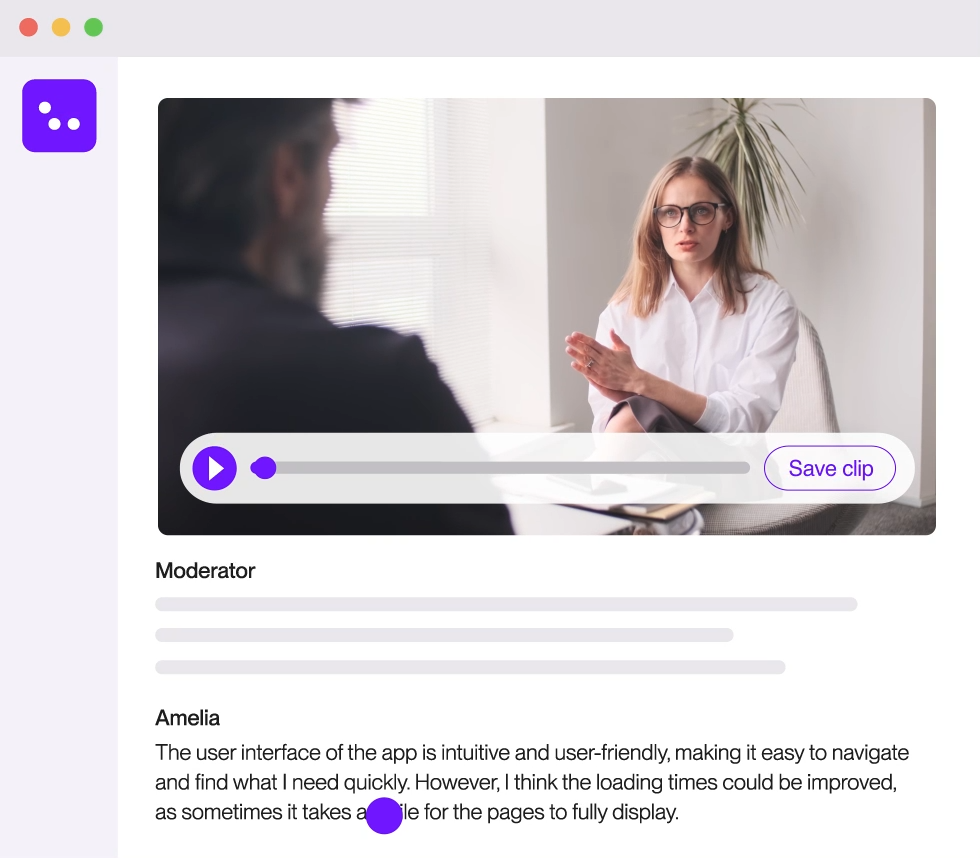 Save clip
Moderator
Amelia
The user interface of the app is intuitive and user-friendly, making it easy to navigate
and find what I need quickly. However, I think the loading times could be improved,
as sometimes it takes a ile for the pages to fully display.